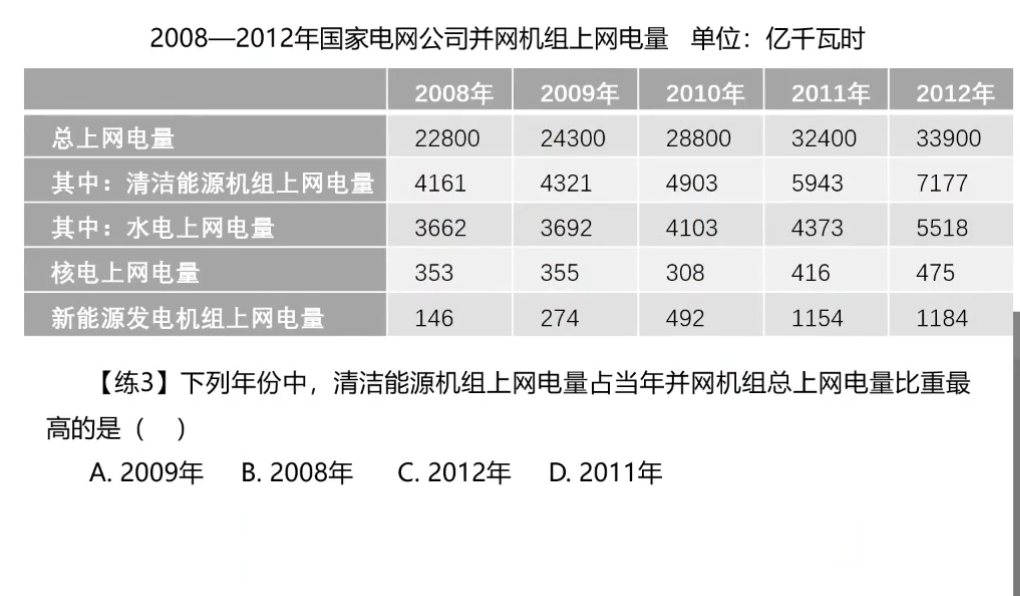 2008—2012年国家电网公司并网机组上网电量 单位：亿千瓦时
2008年 2009年 2010年 2011年 2012年
总上网电量 22800 24300 28800 32400 33900
其中：清洁能源机组上网电量 4161 4321 4903 5943 7177
其中：水电上网电量 3662 3692 4103 4373 5518
核电上网电量 353 355 308 416 475
新能源发电机组上网电量 146 274 492 1154 1184
【练3】下列年份中，清洁能源机组上网电量占当年并网机组总上网电量比重最
高的是（ ）
A. 2009年 B. 2008年 C. 2012年 D. 2011年